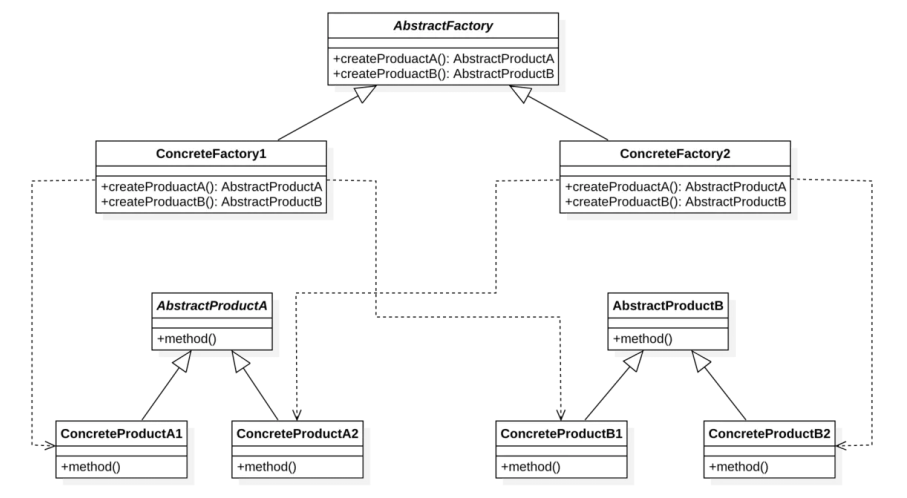 AbstractFactory
+createProduactA(): AbstractProductA
+createProduactB(): AbstractProductB
ConcreteFactory1
+createProduactA(): AbstractProductA
+createProduactB(): AbstractProductB
ConcreteFactory2
+createProduactA(): AbstractProductA
+createProduactB(): AbstractProductB
AbstractProductA
+method()
AbstractProductB
+method()
ConcreteProductA1
+method()
ConcreteProductA2
+method()
ConcreteProductB1
+method()
ConcreteProductB2
+method()